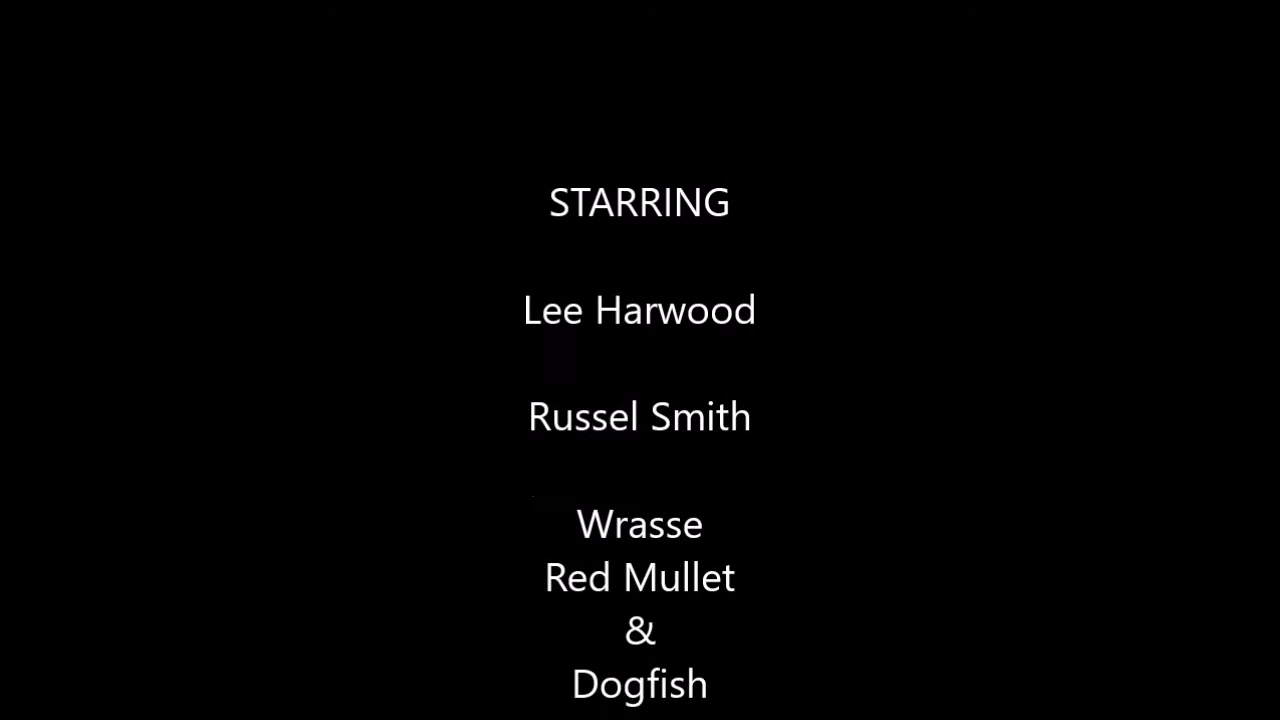 STARRING
Lee Harwood
Russel Smith
Wrasse
Red Mullet
&
Dogfish